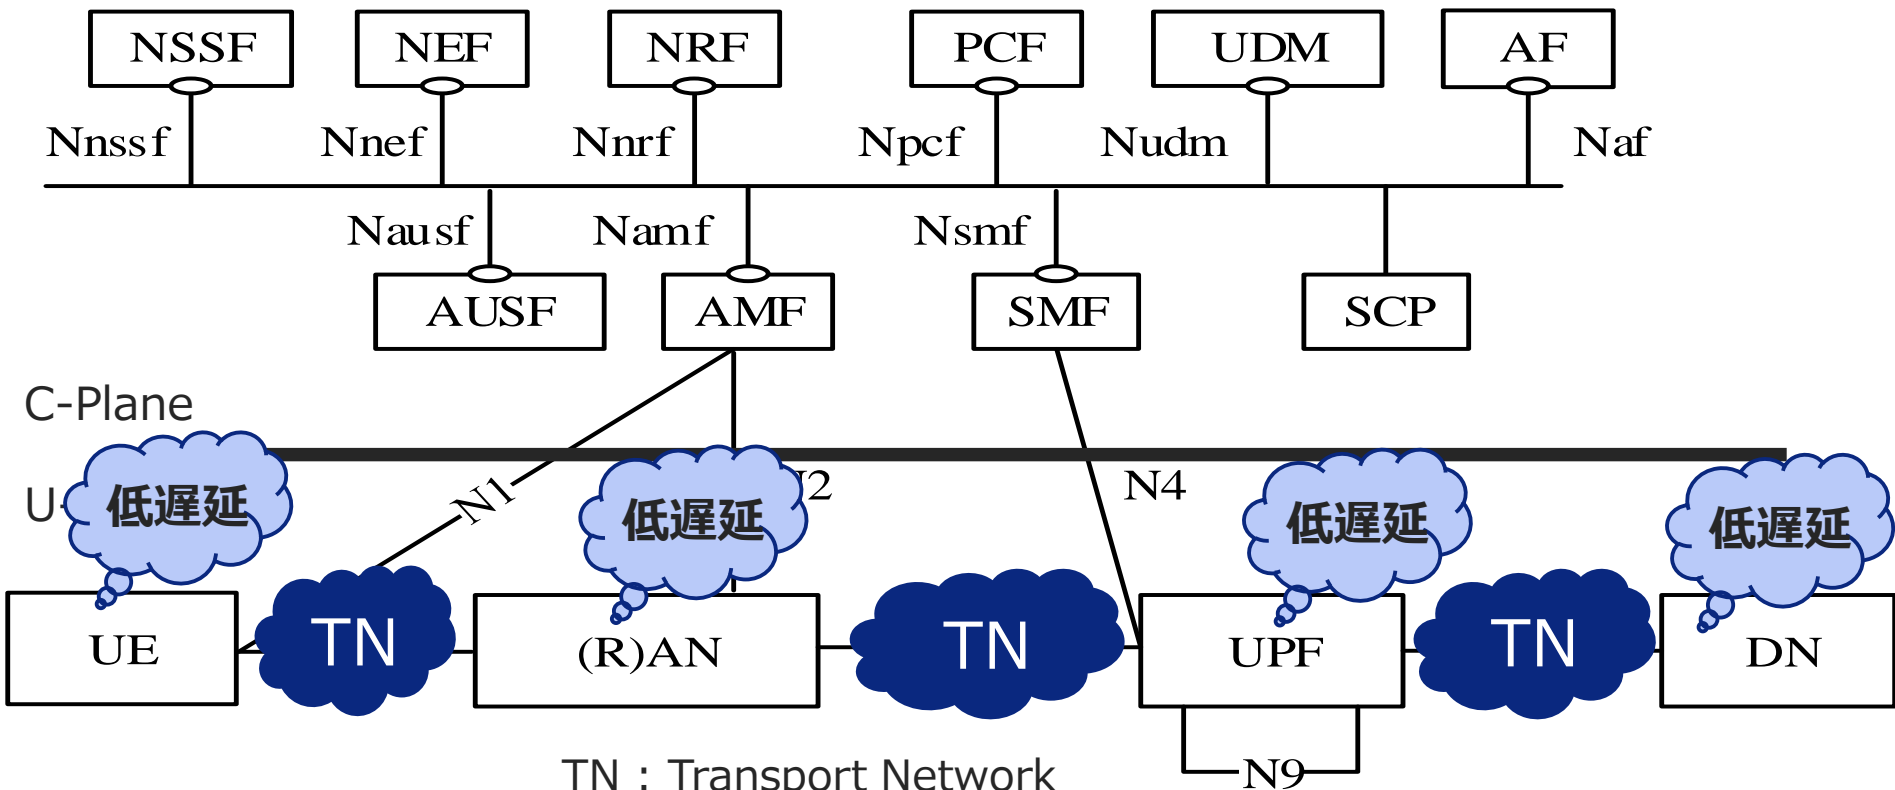 NSSF NEF NRF PCF UDM AF
Nnssf Nnef Nnrf Npcf Nudm Naf
Nausf Namf Nsmf
AUSF AMF SMF SCP
C-Plane
U-
低遅延 低遅延 低遅延 低遅延
N1 N2 N4
UE TN (R)AN TN UPF TN DN
N9
TN : Transport Network